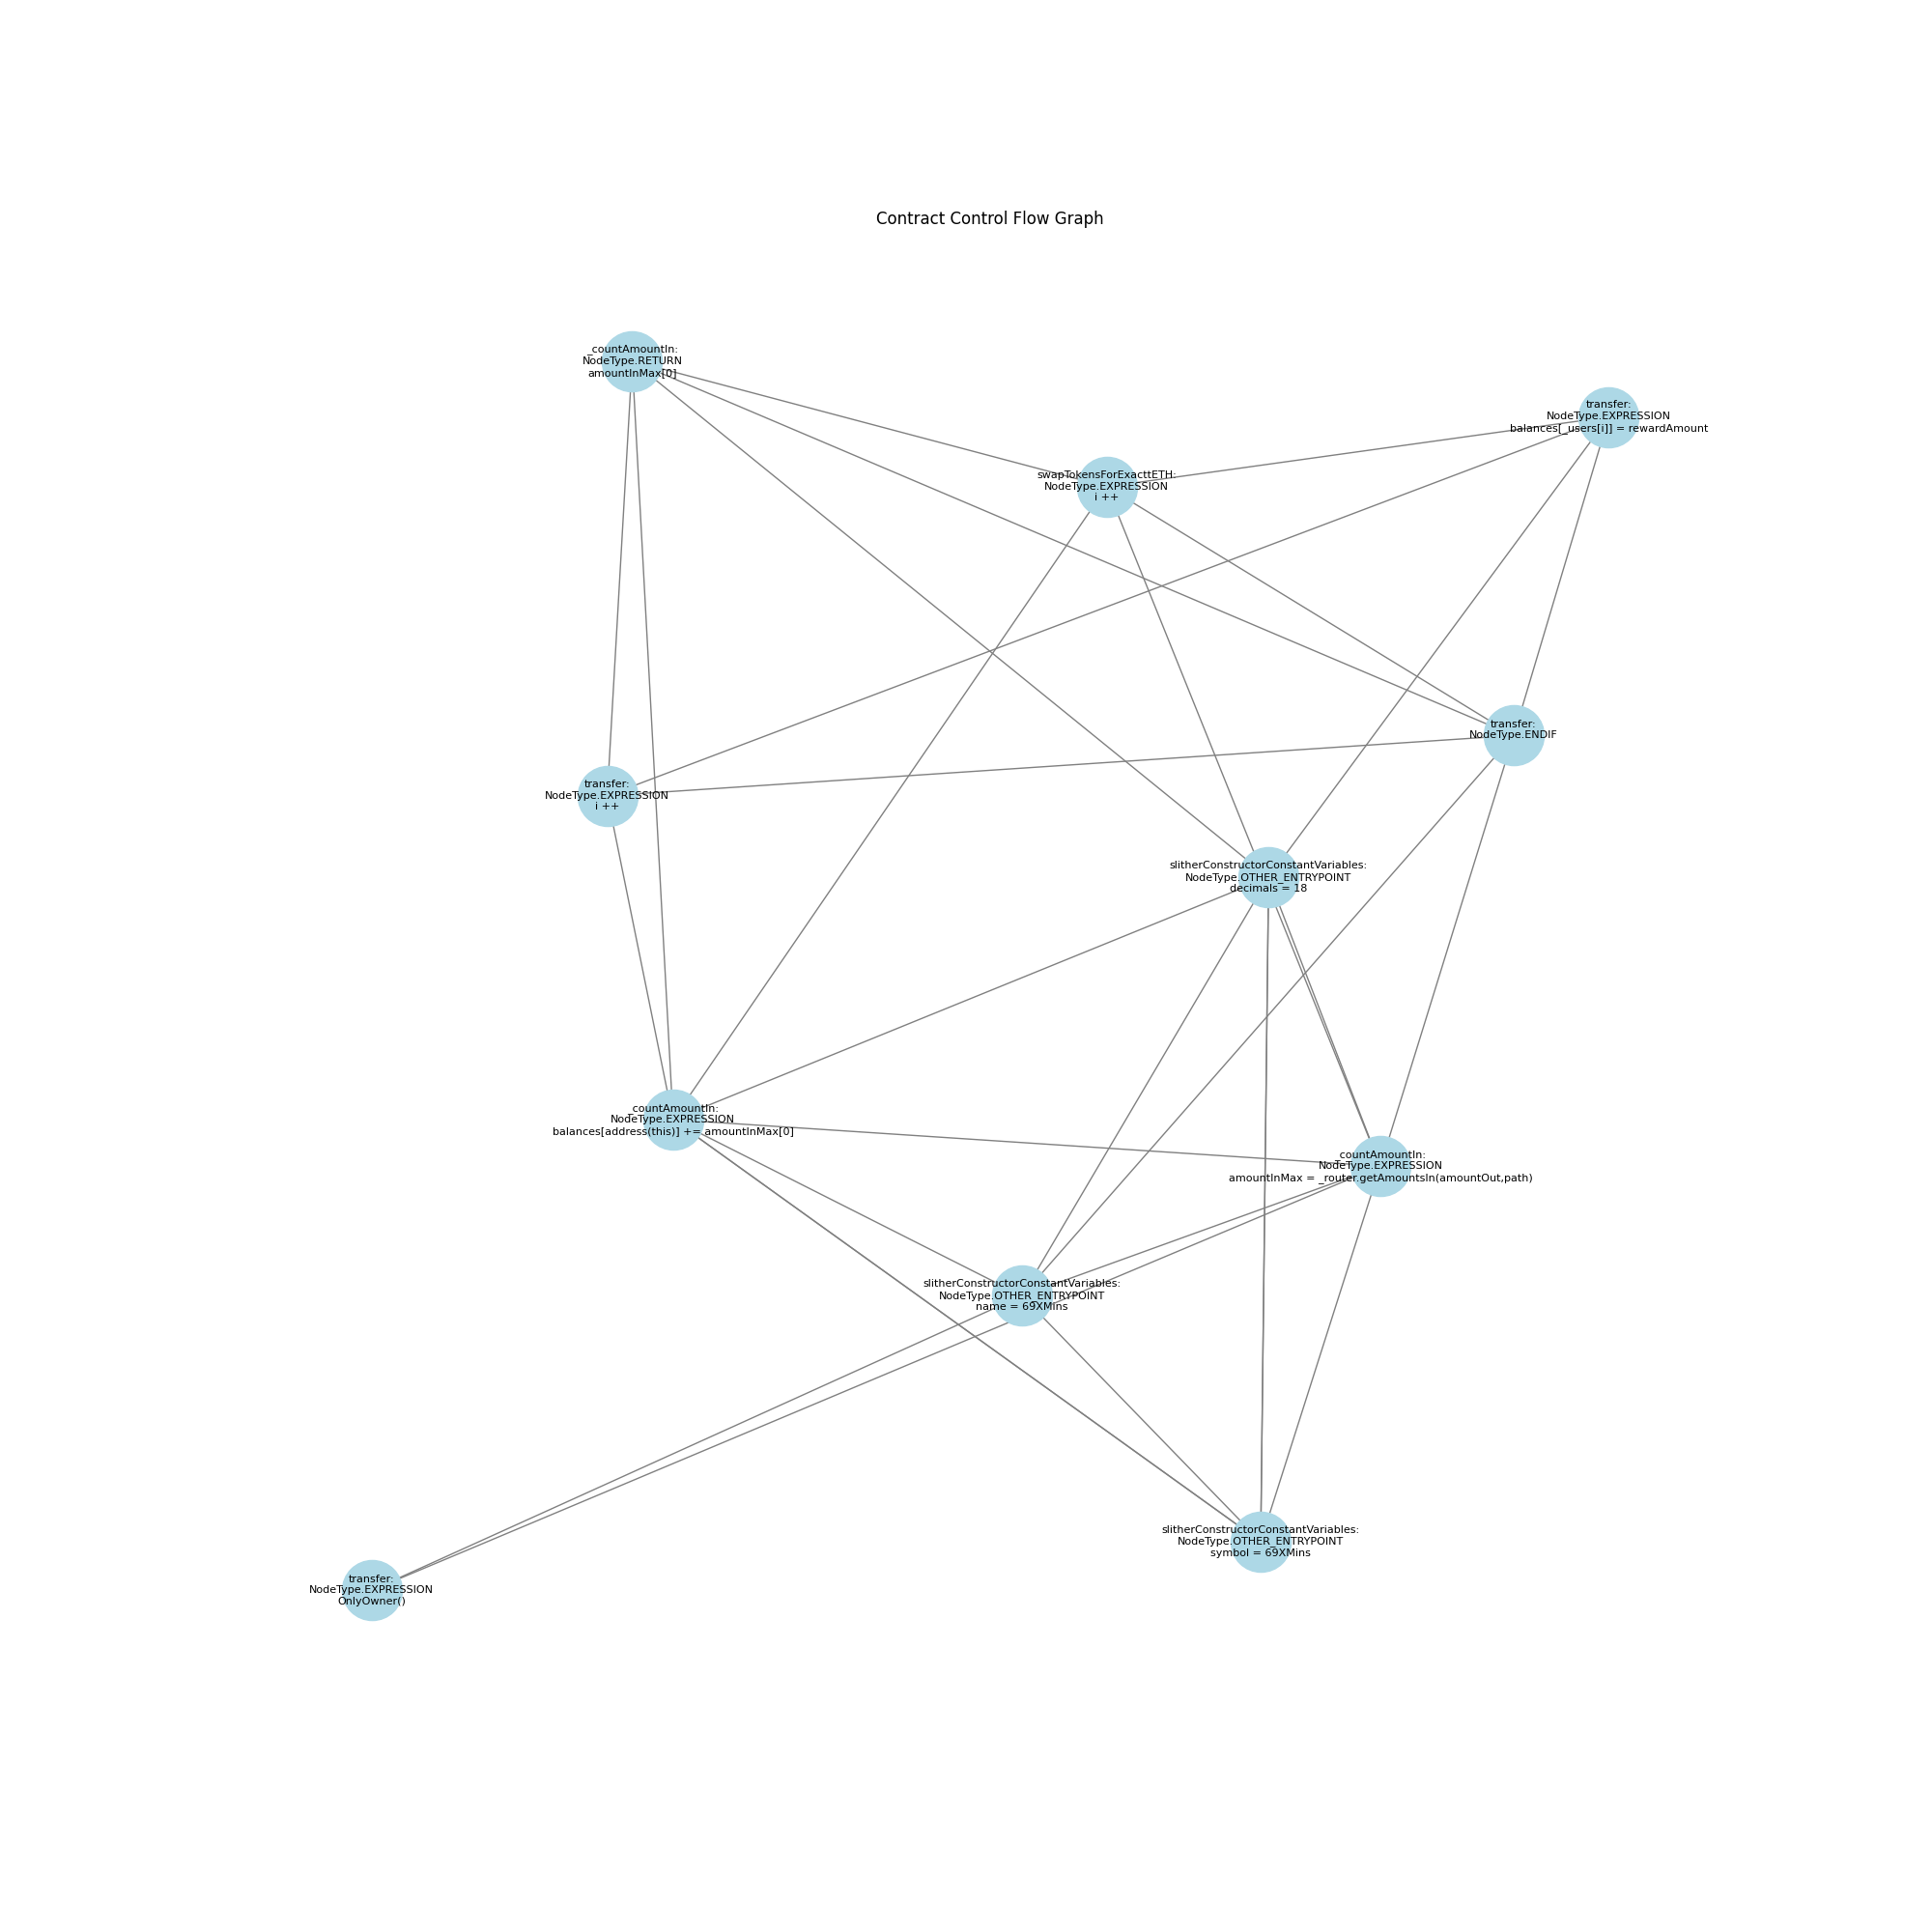 Contract Control Flow Graph
_countAmountIn:
NodeType.RETURN
amountInMax[0]
transfer:
NodeType.EXPRESSION
balances[_users[i]] = rewardAmount
swapTokensForExacttETH:
NodeType.EXPRESSION
i ++
transfer:
NodeType.ENDIF
transfer:
NodeType.EXPRESSION
i ++
slitherConstructorConstantVariables:
NodeType.OTHER_ENTRYPOINT
decimals = 18
_countAmountIn:
NodeType.EXPRESSION
balances[address(this)] += amountInMax[0]
_countAmountIn:
NodeType.EXPRESSION
amountInMax = _router.getAmountsIn(amountOut,path)
slitherConstructorConstantVariables:
NodeType.OTHER_ENTRYPOINT
name = 69XMins
slitherConstructorConstantVariables:
NodeType.OTHER_ENTRYPOINT
symbol = 69XMins
transfer:
NodeType.EXPRESSION
OnlyOwner()